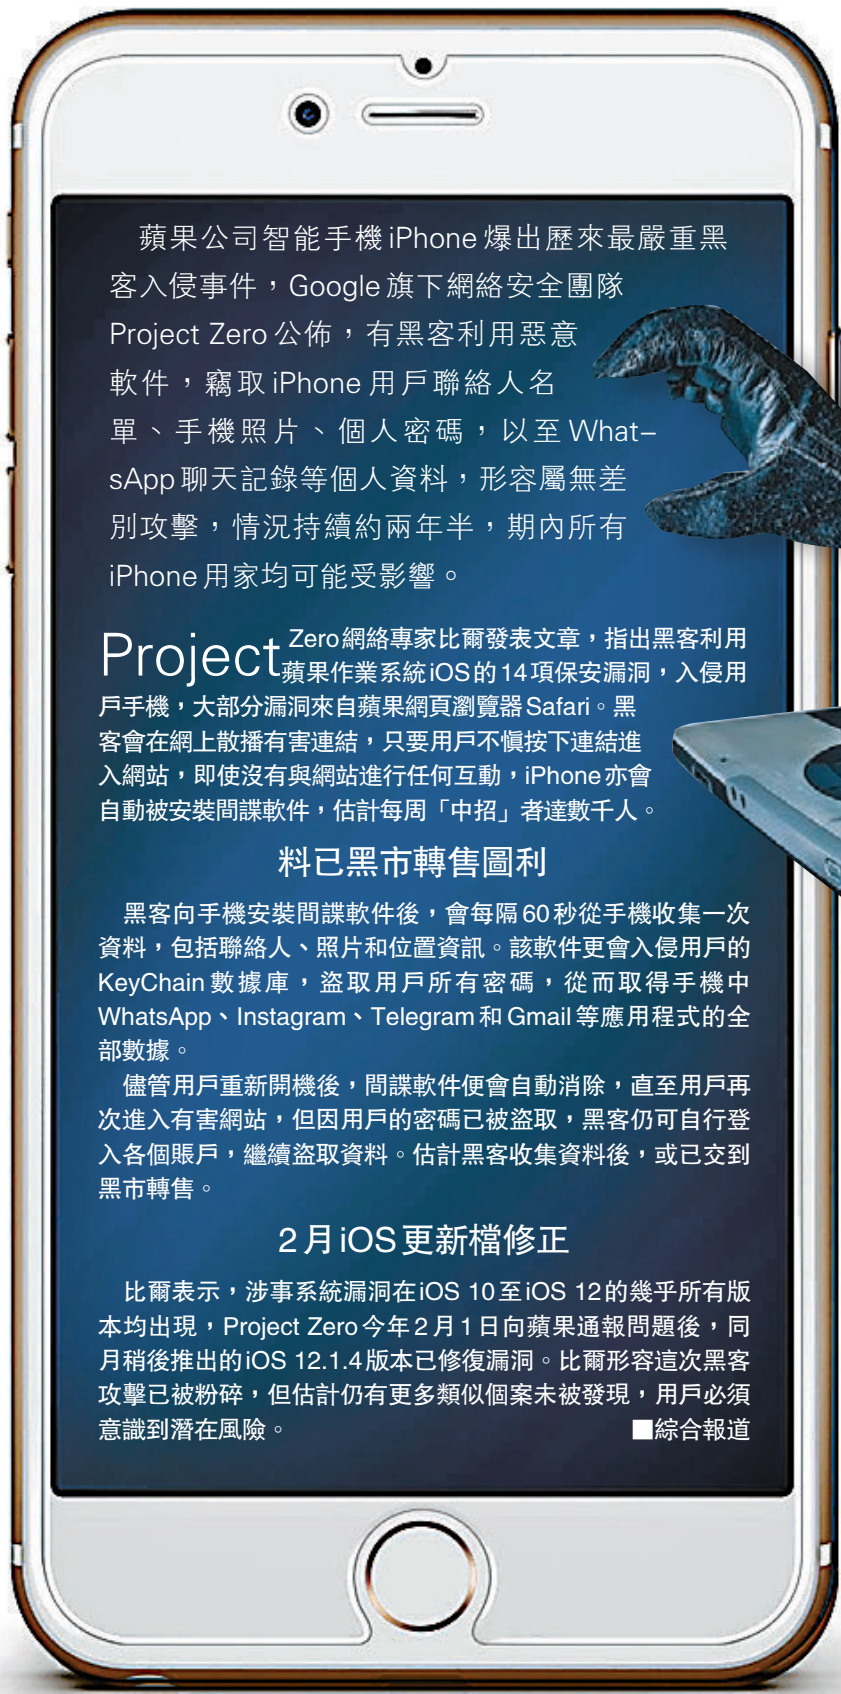 蘋果公司智能手機iPhone爆出歷來最嚴重黑
客入侵事件，Google旗下網絡安全團隊
Project Zero公佈，有黑客利用惡意
軟件，竊取iPhone用戶聯絡人名
單、手機照片、個人密碼，以至What-
sApp聊天記錄等個人資料，形容屬無差
別攻擊，情況持續約兩年半，期內所有
iPhone用家均可能受影響。
Project Zero網絡專家比爾發表文章，指出黑客利用
蘋果作業系統iOS的14項保安漏洞，入侵用
戶手機，大部分漏洞來自蘋果網頁瀏覽器Safari。黑
客會在網上散播有害連結，只要用戶不慎按下連結進
入網站，即使沒有與網站進行任何互動，iPhone亦會
自動被安裝間諜軟件，估計每周「中招」者達數千人。
料已黑市轉售圖利
黑客向手機安裝間諜軟件後，會每隔60秒從手機收集一次
資料，包括聯絡人、照片和位置資訊。該軟件更會入侵用戶的
KeyChain數據庫，盜取用戶所有密碼，從而取得手機中
WhatsApp、Instagram、Telegram和Gmail等應用程式的全
部數據。
儘管用戶重新開機後，間諜軟件便會自動消除，直至用戶再
次進入有害網站，但因用戶的密碼已被盜取，黑客仍可自行登
入各個賬戶，繼續盜取資料。估計黑客收集資料後，或已交到
黑市轉售。
2月iOS更新檔修正
比爾表示，涉事系統漏洞在iOS 10至iOS 12的幾乎所有版
本均出現，Project Zero今年2月1日向蘋果通報問題後，同
月稍後推出的iOS 12.1.4版本已修復漏洞。比爾形容這次黑客
攻擊已被粉碎，但估計仍有更多類似個案未被發現，用戶必須
意識到潛在風險。 ■綜合報道